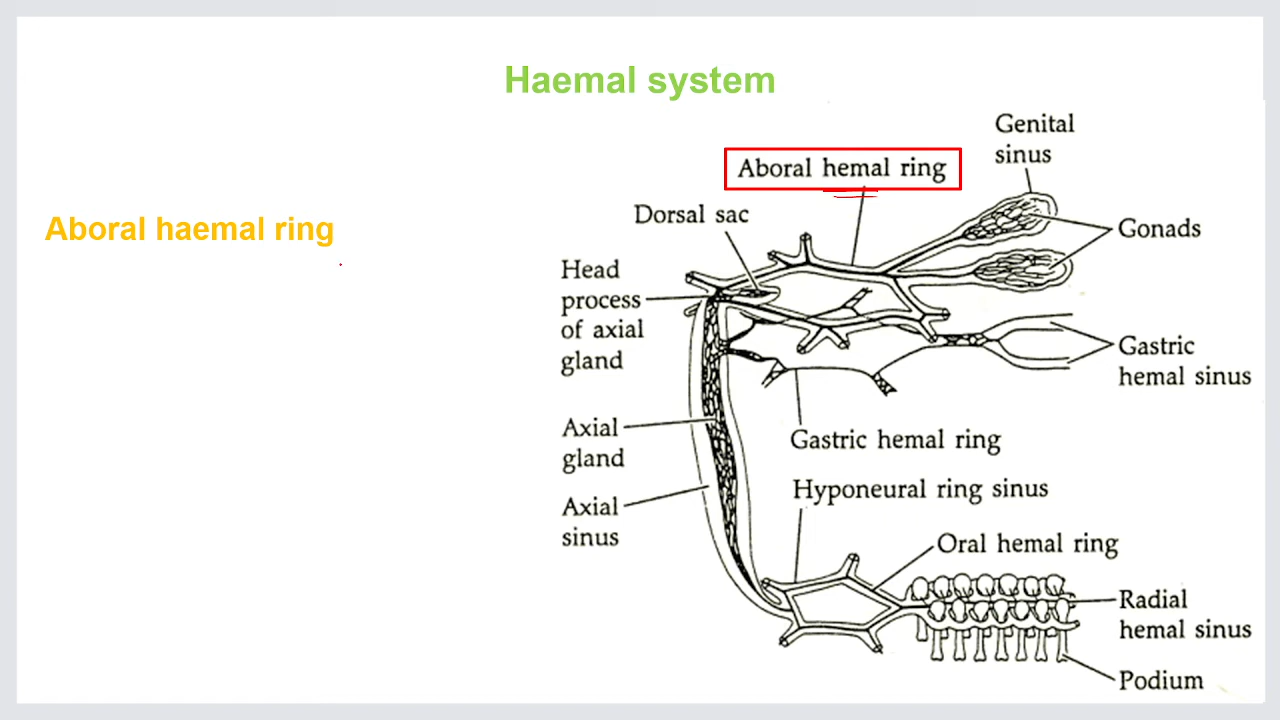 Haemal system
Aboral haemal ring
Genital
sinus
Aboral hemal ring
Dorsal sac
Gonads
Head
process
of axial
gland
Gastric
hemal sinus
Axial
gland
Gastric hemal ring
Hyponeural ring sinus
Axial
sinus
Oral hemal ring
Radial
hemal sinus
Podium